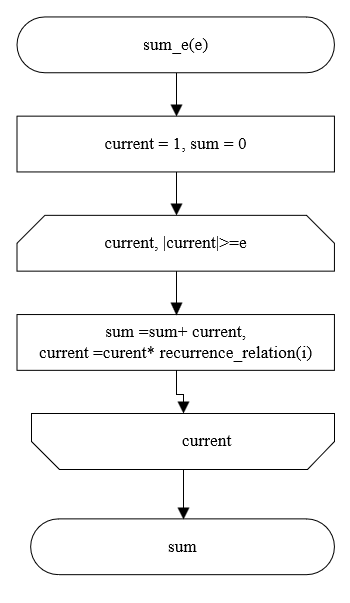 sum_e(e)
current = 1, sum = 0
current, |current|>=e
sum =sum+ current,
current =curent* recurrence_relation(i)
current
sum